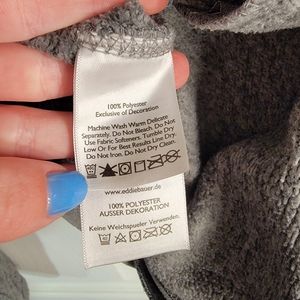 100% Polyester
Exclusive of Decoration
Machine Wash Warm Delicate
Separately. Do Not Bleach. Do Not
Use Fabric Softeners. Tumble Dry
Low Or For Best Results Line Dry.
Do Not Iron. Do Not Dry Clean.
www.eddiebauer.com
100% POLYESTER
AUSSER DEKORATION
Keine Weichspueler Verwenden.